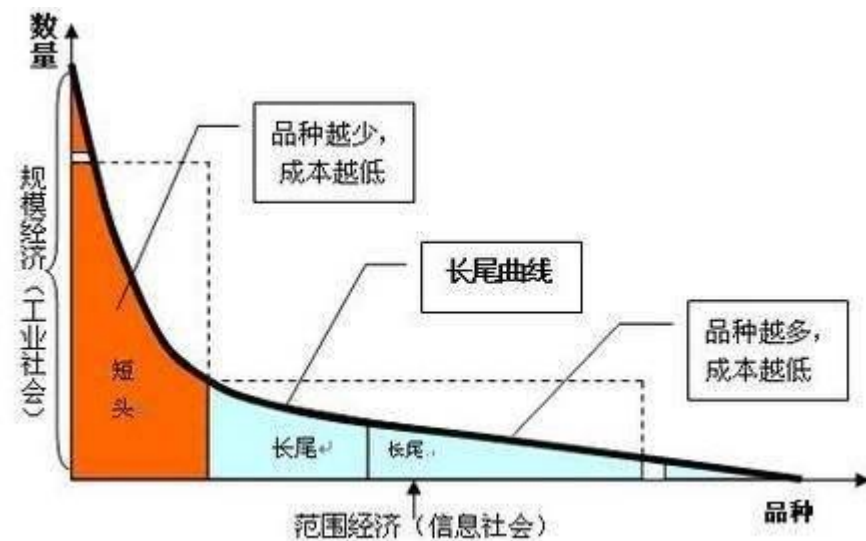 数
量
品种越少，
成本越低
规模经济（工业社会）
长尾曲线
品种越多，
成本越低
短
头
长尾↵
长尾
范围经济（信息社会）
品种